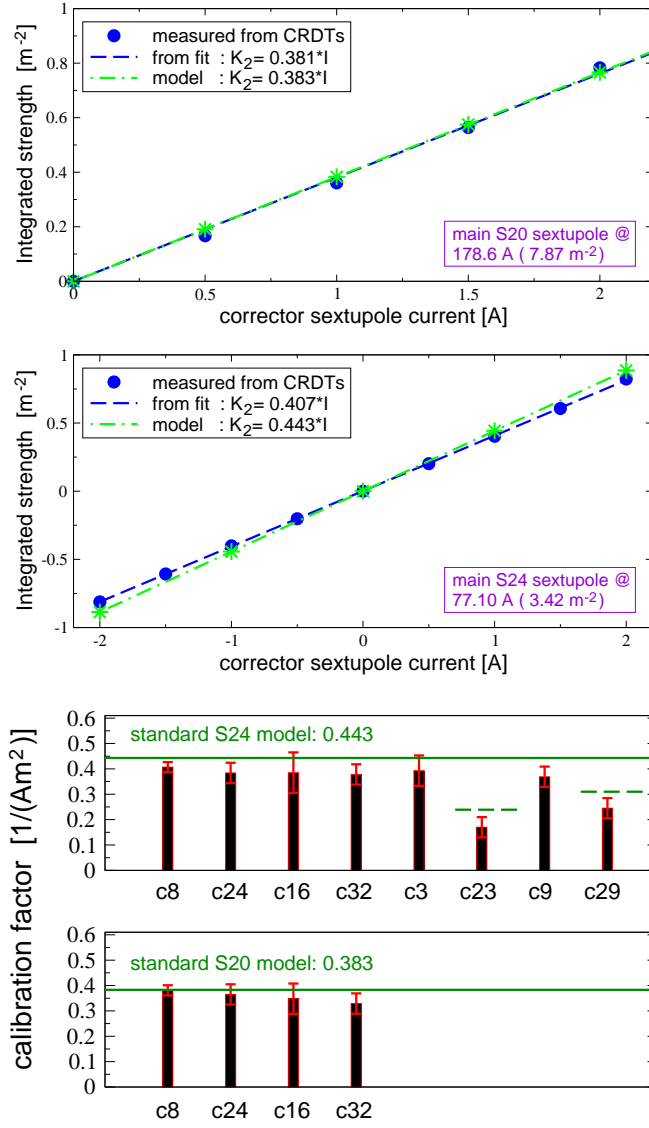 measured from CRDTs
from fit : K₂= 0.381*I
model : K₂= 0.383*I
main S20 sextupole @
178.6 A ( 7.87 m⁻²)
Integrated strength [m⁻²]
1
0.8
0.6
0.4
0.2
0
0
0.5
1
1.5
2
corrector sextupole current [A]
measured from CRDTs
from fit : K₂= 0.407*I
model : K₂= 0.443*I
main S24 sextupole @
77.10 A ( 3.42 m⁻²)
Integrated strength [m⁻²]
1
0.5
0
-0.5
-1
-2
-1
0
1
2
corrector sextupole current [A]
calibration factor [1/(Am²)]
standard S24 model: 0.443
0.6
0.5
0.4
0.3
0.2
0.1
0
c8 c24 c16 c32 c3 c23 c9 c29
standard S20 model: 0.383
0.6
0.5
0.4
0.3
0.2
0.1
0
c8 c24 c16 c32